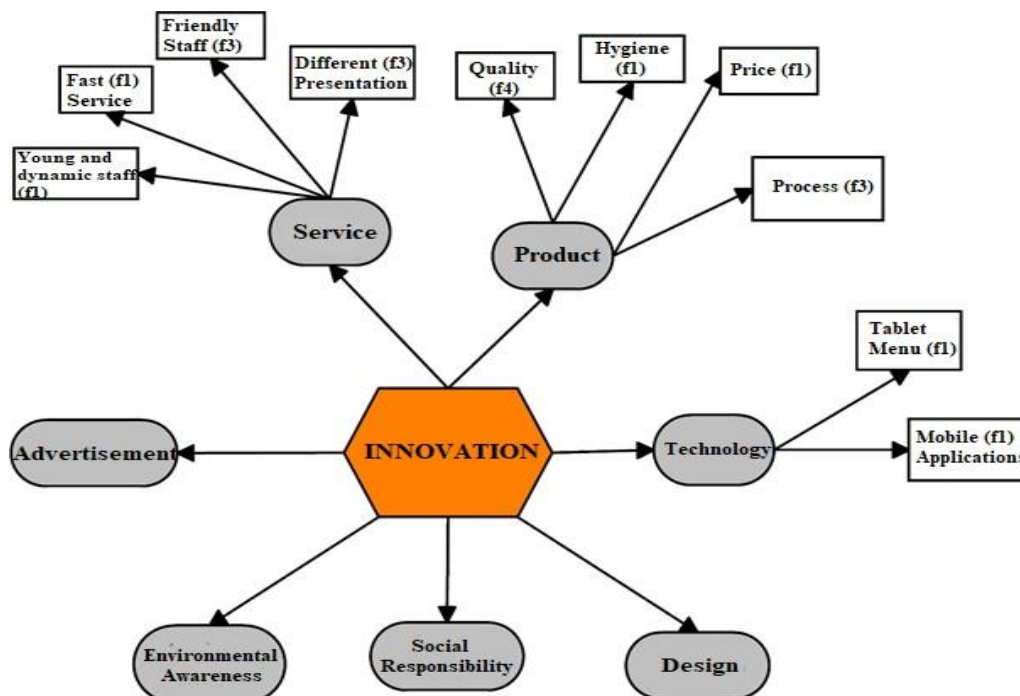 Friendly
Staff (f3)
Different (f3)
Presentation
Fast (f1)
Service
Young and
dynamic staff
(f1)
Service
Quality
(f4)
Hygiene
(f1)
Price (f1)
Process (f3)
Product
Tablet
Menu (f1)
Mobile (f1)
Applications
Technology
INNOVATION
Advertisement
Environmental
Awareness
Social
Responsibility
Design